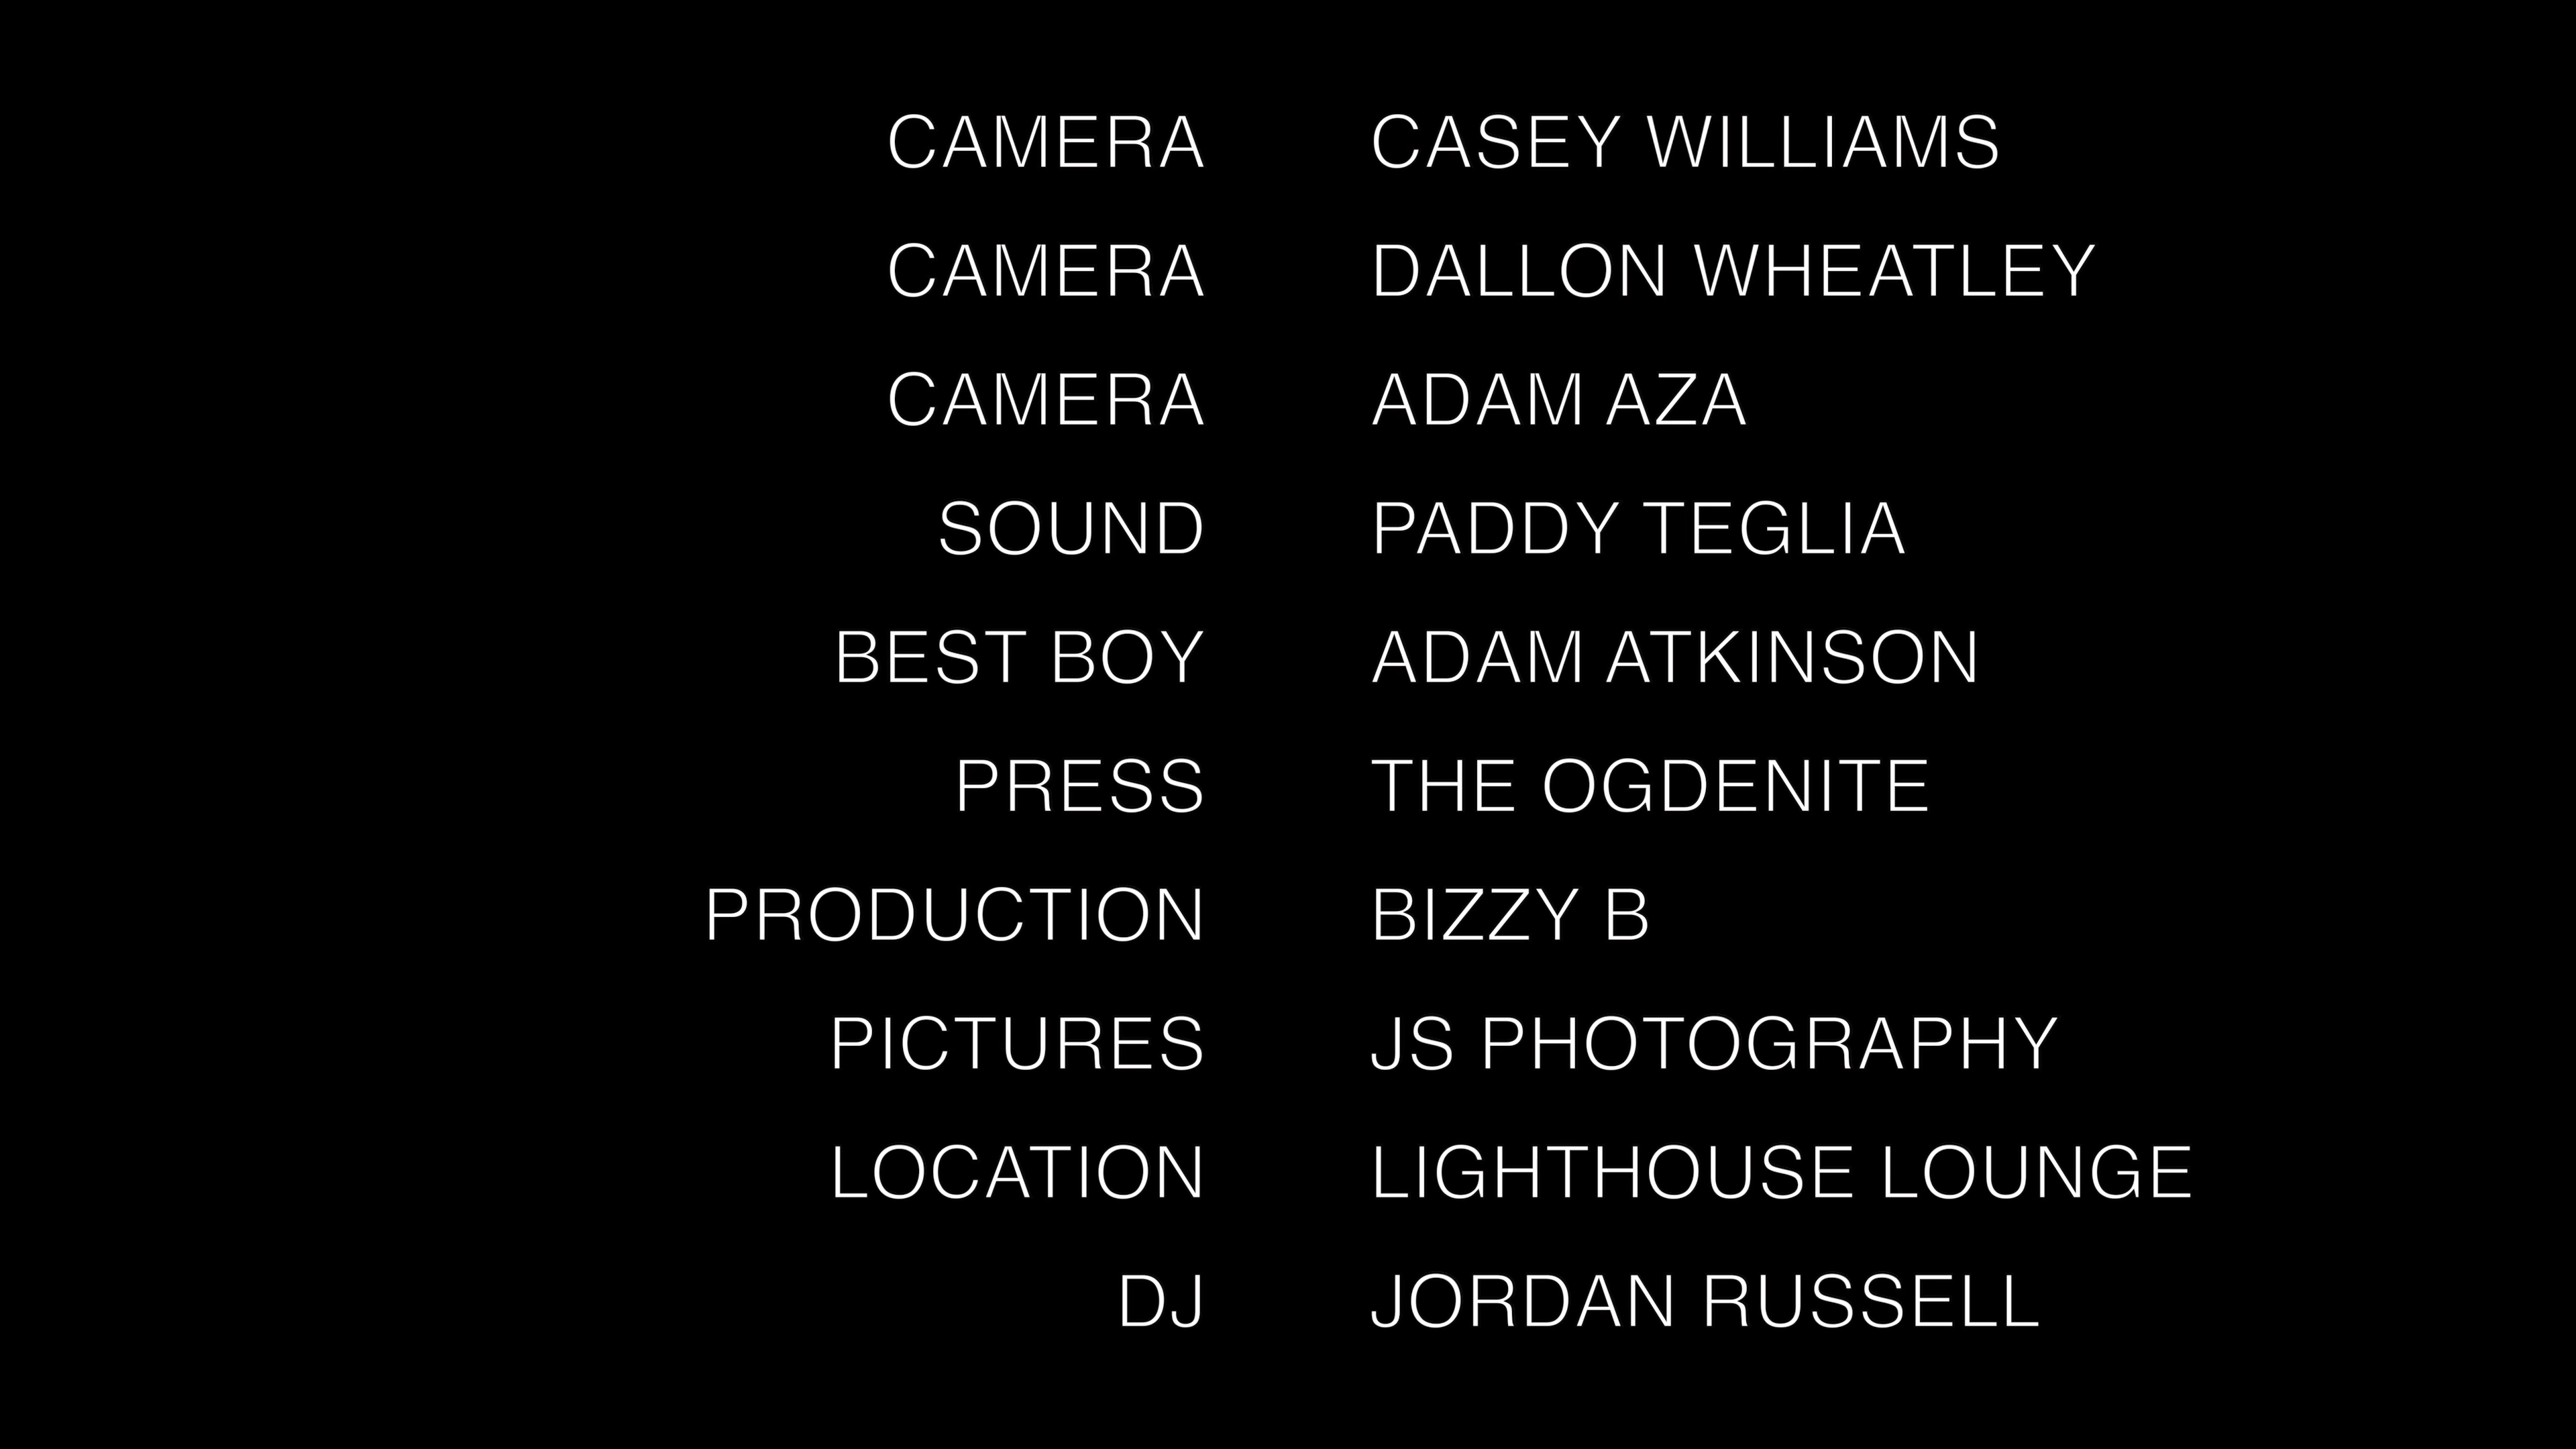 CAMERA CASEY WILLIAMS
CAMERA DALLON WHEATLEY
CAMERA ADAM AZA
SOUND PADDY TEGLIA
BEST BOY ADAM ATKINSON
PRESS THE OGDENITE
PRODUCTION BIZZY B
PICTURES JS PHOTOGRAPHY
LOCATION LIGHTHOUSE LOUNGE
DJ JORDAN RUSSELL